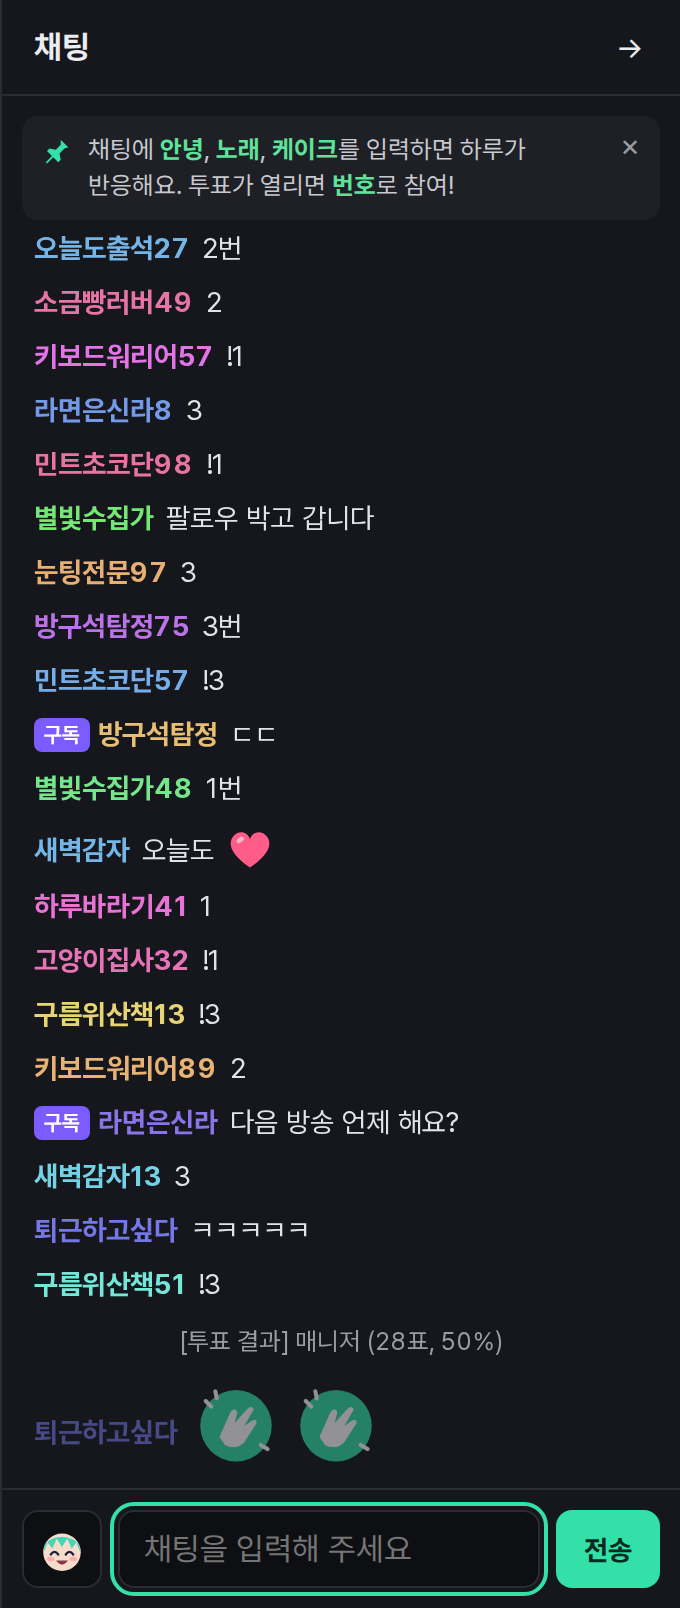 채팅 →
채팅에 안녕, 노래, 케이크를 입력하면 하루가 ✕
반응해요. 투표가 열리면 번호로 참여!
오늘도출석27 2번
소금빵러버49 2
키보드워리어57 !1
라면은신라8 3
민트초코단98 !1
별빛수집가 팔로우 박고 갑니다
눈팅전문97 3
방구석탐정75 3번
민트초코단57 !3
구독 방구석탐정 ㄷㄷ
별빛수집가48 1번
새벽감자 오늘도
하루바라기41 1
고양이집사32 !1
구름위산책13 !3
키보드워리어89 2
구독 라면은신라 다음 방송 언제 해요?
새벽감자13 3
퇴근하고싶다 ㅋㅋㅋㅋㅋ
구름위산책51 !3
[투표 결과] 매니저 (28표, 50%)
퇴근하고싶다
채팅을 입력해 주세요 전송